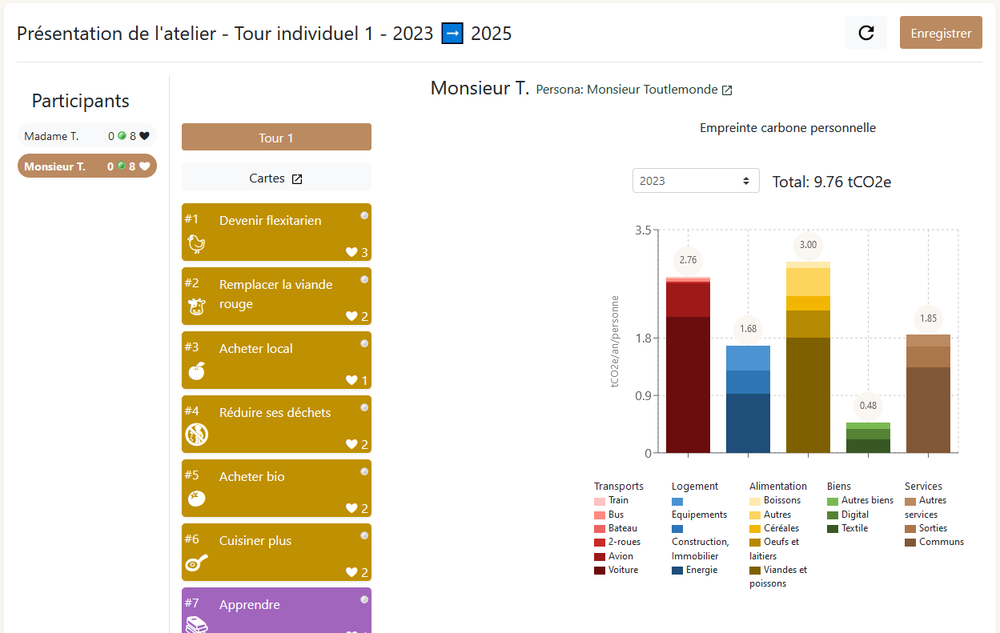 Présentation de l'atelier - Tour individuel 1 - 2023 ➡ 2025
Enregistrer
Participants
Madame T. 0 8
Monsieur T. 0 8
Monsieur T. Persona: Monsieur Toutlemonde
Tour 1
Cartes
#1 Devenir flexitarien
3
#2 Remplacer la viande
rouge
2
#3 Acheter local
1
#4 Réduire ses déchets
2
#5 Acheter bio
2
#6 Cuisiner plus
2
#7 Apprendre
Empreinte carbone personnelle
2023
Total: 9.76 tCO2e
tCO2e/an/personne
3.5
1.8
0.9
0
2.76
1.68
3.00
0.48
1.85
Transports
Train
Bus
Bateau
2-roues
Avion
Voiture
Logement
Equipements
Construction,
Immobilier
Energie
Alimentation
Boissons
Autres
Céréales
Oeufs et
laitiers
Viandes et
poissons
Biens
Autres biens
Digital
Textile
Services
Autres
services
Sorties
Communs